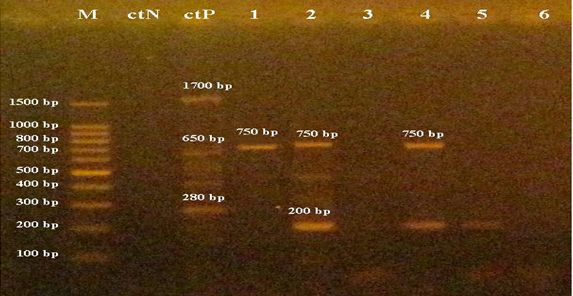 M ctN ctP 1 2 3 4 5 6
1700 bp
1500 bp
1000 bp
800 bp
700 bp
650 bp
750 bp
750 bp
750 bp
500 bp
400 bp
300 bp
280 bp
200 bp
200 bp
100 bp